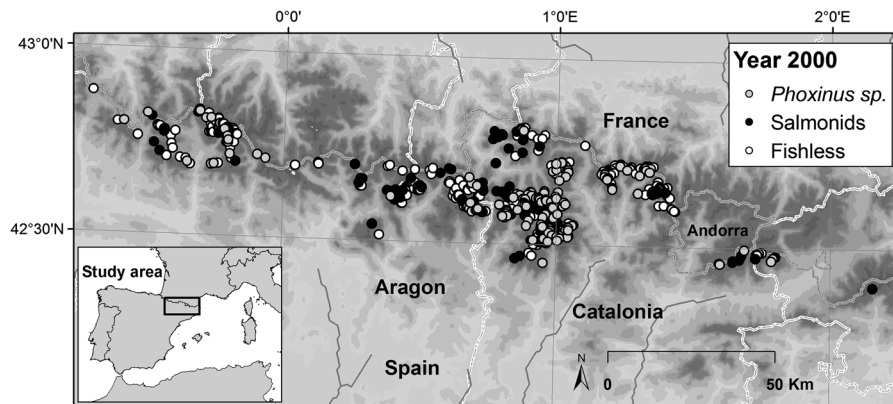 0°0' 1°0'E 2°0'E
43°0'N
Year 2000
Phoxinus sp.
Salmonids
Fishless
France
42°30'N
Andorra
Study area
Aragon
Catalonia
Spain
N
0 50 Km